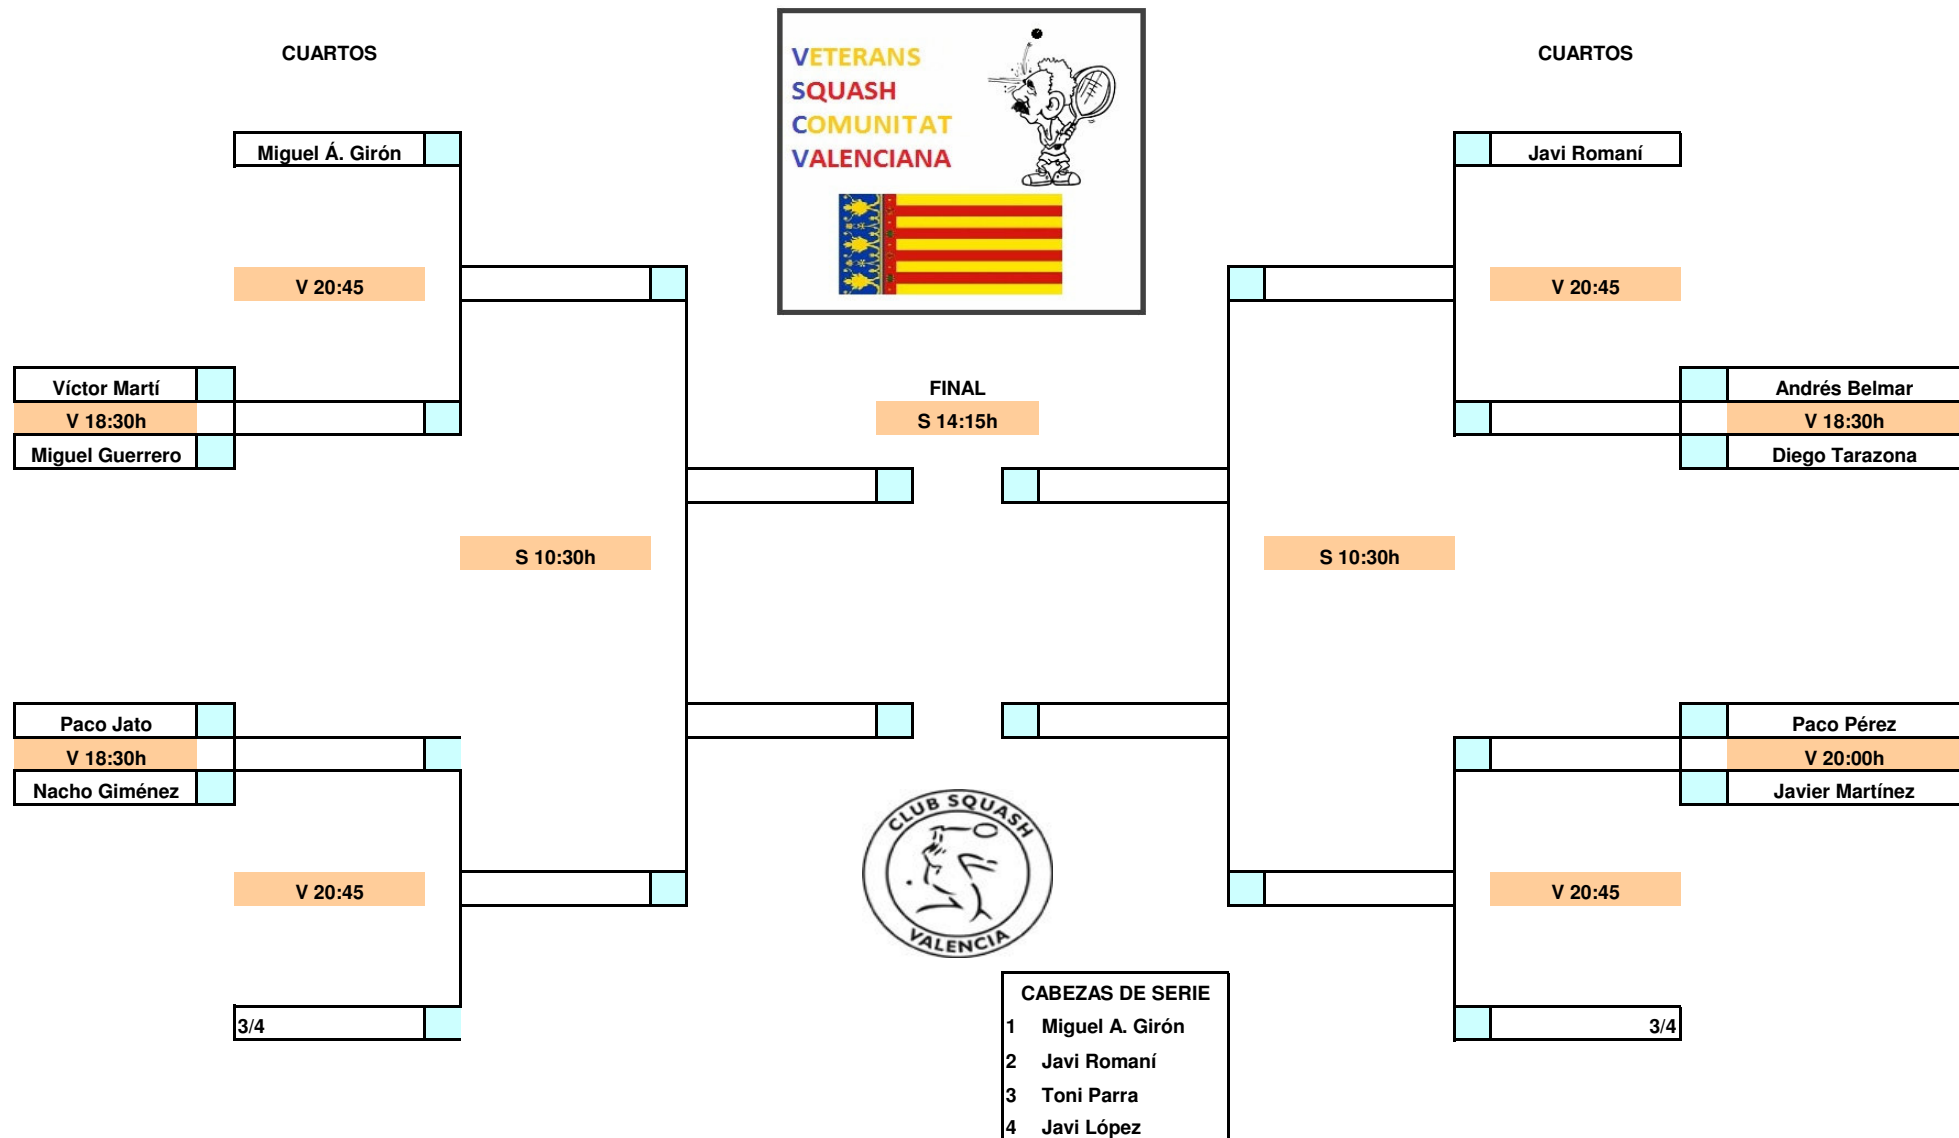 CUARTOS
CUARTOS
VETERANS
SQUASH
COMUNITAT
VALENCIANA
Miguel Á. Girón
Javi Romaní
V 20:45
V 20:45
Víctor Martí
V 18:30h
Miguel Guerrero
FINAL
S 14:15h
Andrés Belmar
V 18:30h
Diego Tarazona
S 10:30h
S 10:30h
Paco Jato
V 18:30h
Nacho Giménez
Paco Pérez
V 20:00h
Javier Martínez
CLUB SQUASH
VALENCIA
V 20:45
V 20:45
3/4
3/4
CABEZAS DE SERIE
1 Miguel A. Girón
2 Javi Romaní
3 Toni Parra
4 Javi López